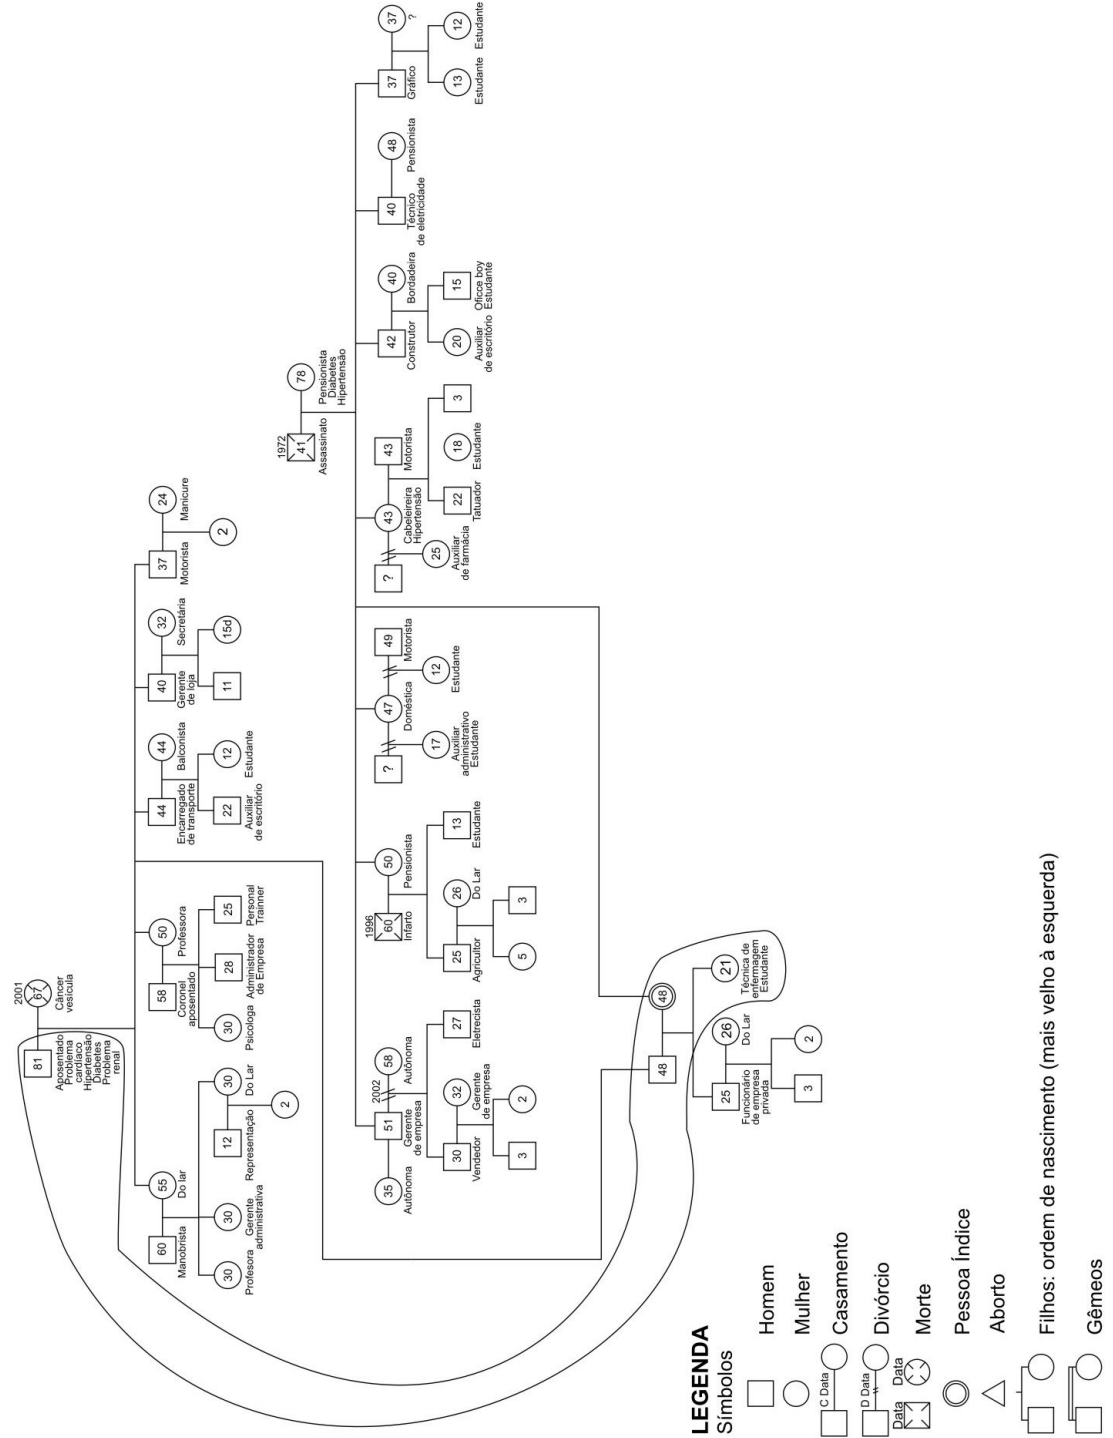 2001
81
67
Aposentado
Problema
cardíaco
Hipertensão
Diabetes
Problema
renal
Câncer
vesícula
60
55
Manobrista
Do lar
58
50
Coronel
aposentado
Professora
44
44
Encarregado
de transporte
Balconista
40
32
Gerente
de loja
Secretária
37
24
Motorista
Manicure
30
Profesora
30
Gerente
administrativa
12
30
Representação
Do Lar
2
30
Psicologa
28
Administrador
de Empresa
25
Personal
Trainner
22
Auxiliar
de escritório
12
Estudante
11
15d
2
1972
41
78
Assassinato
Pensionista
Diabetes
Hipertensão
35
Autônoma
51
2002
58
Gerente
de empresa
Autônoma
1996
60
50
Infarto
Pensionista
?
47
49
Doméstica
Motorista
?
43
43
Cabeleireira
Hipertensão
Motorista
42
40
Construtor
Bordadeira
40
48
Técnico
de eletricidade
Pensionista
37
37
Gráfico
?
30
32
Vendedor
Gerente
de empresa
27
Eletrecista
3
2
25
26
Agricultor
Do Lar
13
Estudante
5
3
17
Auxiliar
administrativo
Estudante
12
Estudante
25
Auxiliar
de farmácia
22
Tatuador
18
Estudante
3
20
Auxiliar
de escritório
15
Oficce boy
Estudante
13
Estudante
12
Estudante
48
48
25
26
Funcionário
de empresa
privada
Do Lar
21
Técnica de
enfermagem
Estudante
3
2
LEGENDA
Símbolos
Homem
Mulher
C Data
Casamento
D Data
Divórcio
Data
Data
Morte
Pessoa Índice
Aborto
Filhos: ordem de nascimento (mais velho à esquerda)
Gêmeos